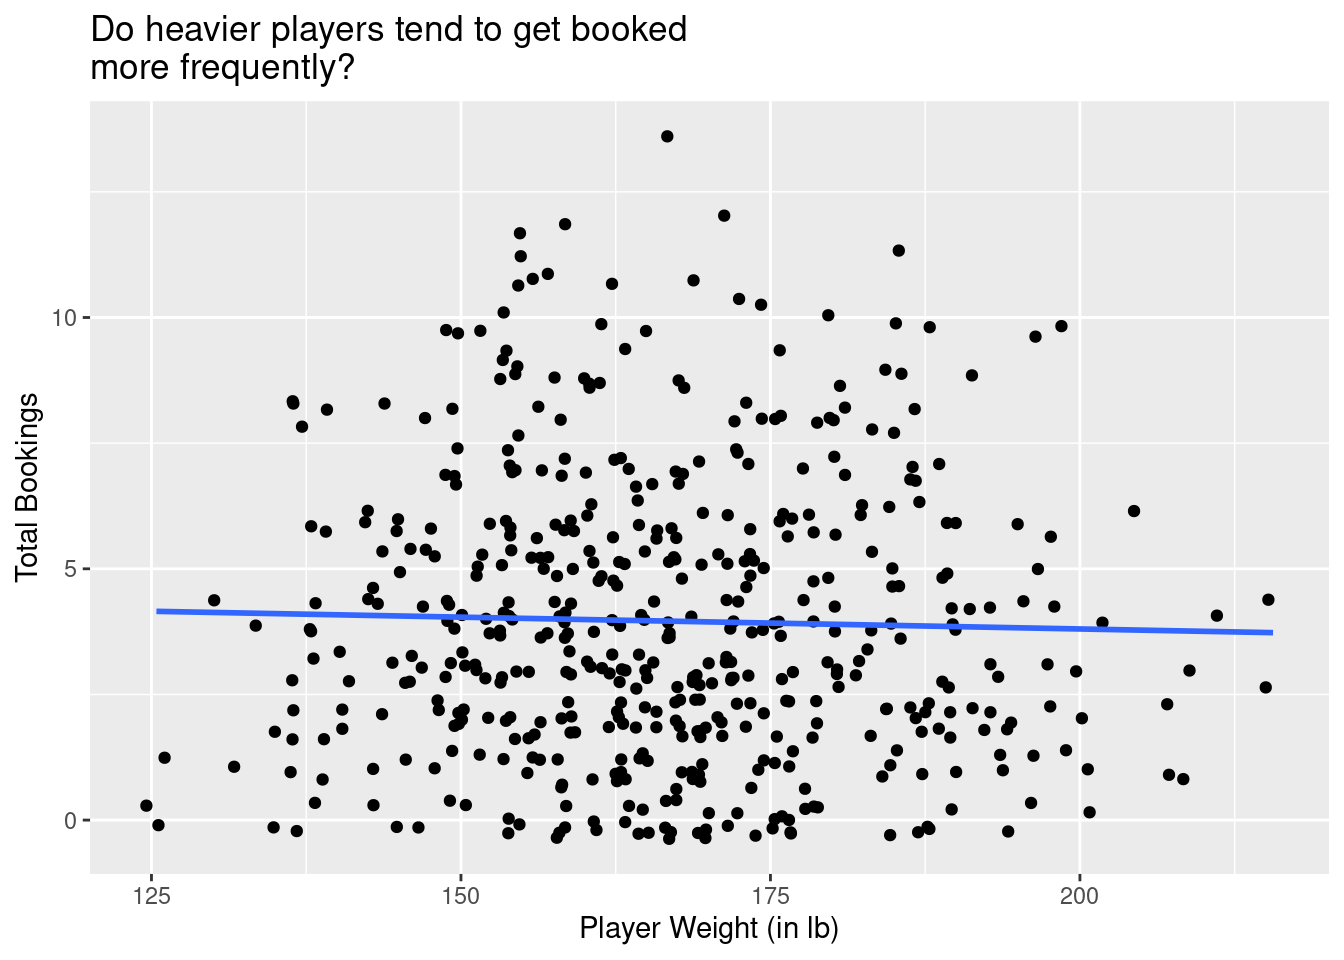 Do heavier players tend to get booked
more frequently?
Total Bookings
10
5
0
125
150
175
200
Player Weight (in lb)